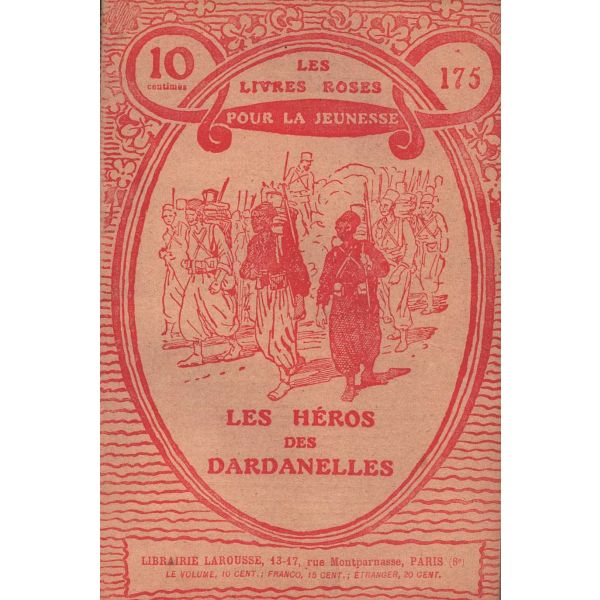 10
centimes
LES
LIVRES ROSES
POUR LA JEUNESSE
175
LES HÉROS
DES
DARDANELLES
LIBRAIRIE LAROUSSE, 13-17, rue Montparnasse, PARIS (6e)
LE VOLUME, 10 CENT.; FRANCO, 15 CENT.; ÉTRANGER, 20 CENT.